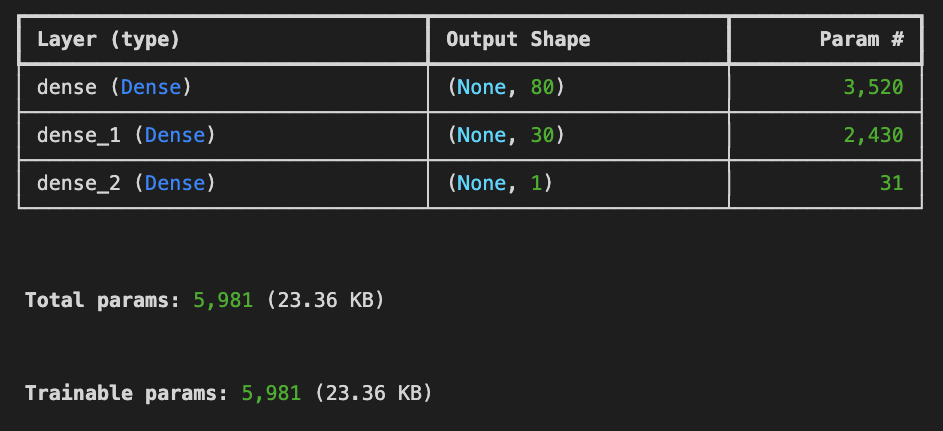 Layer (type) Output Shape Param #
dense (Dense) (None, 80) 3,520
dense_1 (Dense) (None, 30) 2,430
dense_2 (Dense) (None, 1) 31
Total params: 5,981 (23.36 KB)
Trainable params: 5,981 (23.36 KB)